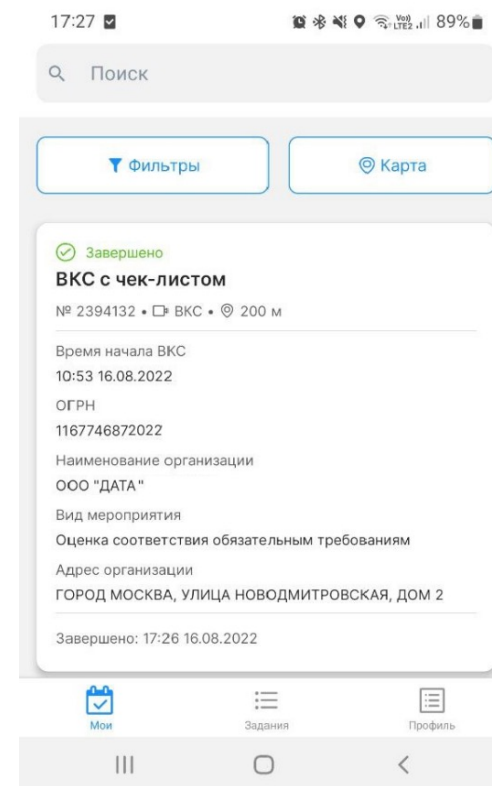 17:27 VoI) LTE2 89%
Поиск
Фильтры Карта
Завершено
ВКС с чек-листом
№ 2394132 • ВКС • 200 м
Время начала ВКС
10:53 16.08.2022
ОГРН
1167746872022
Наименование организации
ООО "ДАТА"
Вид мероприятия
Оценка соответствия обязательным требованиям
Адрес организации
ГОРОД МОСКВА, УЛИЦА НОВОДМИТРОВСКАЯ, ДОМ 2
Завершено: 17:26 16.08.2022
Мои Задания Профиль